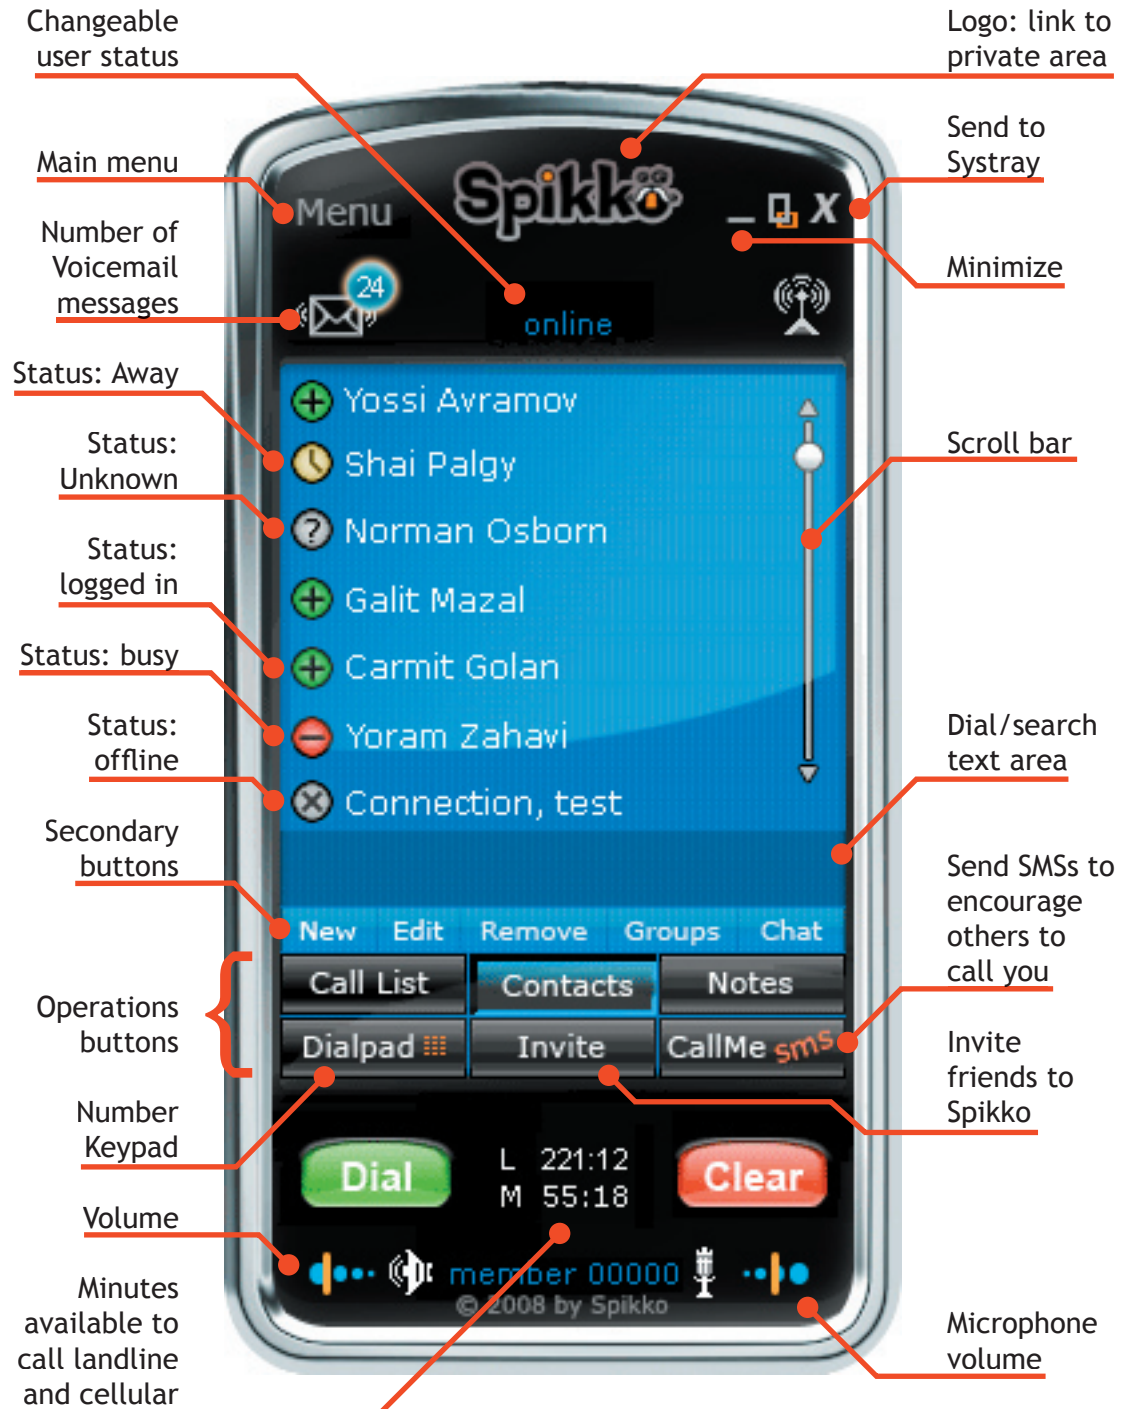 Changeable
user status
Logo: link to
private area
Send to
Systray
Main menu
Menu
Spikko
X
Number of
Voicemail
messages
24
online
Minimize
Status: Away
Yossi Avramov
Shai Palgy
Status:
Unknown
Norman Osborn
Scroll bar
Status:
logged in
Galit Mazal
Carmit Golan
Status: busy
Yoram Zahavi
Status:
offline
Connection, test
Dial/search
text area
Secondary
buttons
New Edit Remove Groups Chat
Send SMSs to
encourage
others to
call you
Operations
buttons
Call List Contacts Notes
Dialpad Invite CallMe sms
Invite
friends to
Spikko
Number
Keypad
Dial
L 221:12
M 55:18
Clear
Volume
member 00000
© 2008 by Spikko
Minutes
available to
call landline
and cellular
Microphone
volume